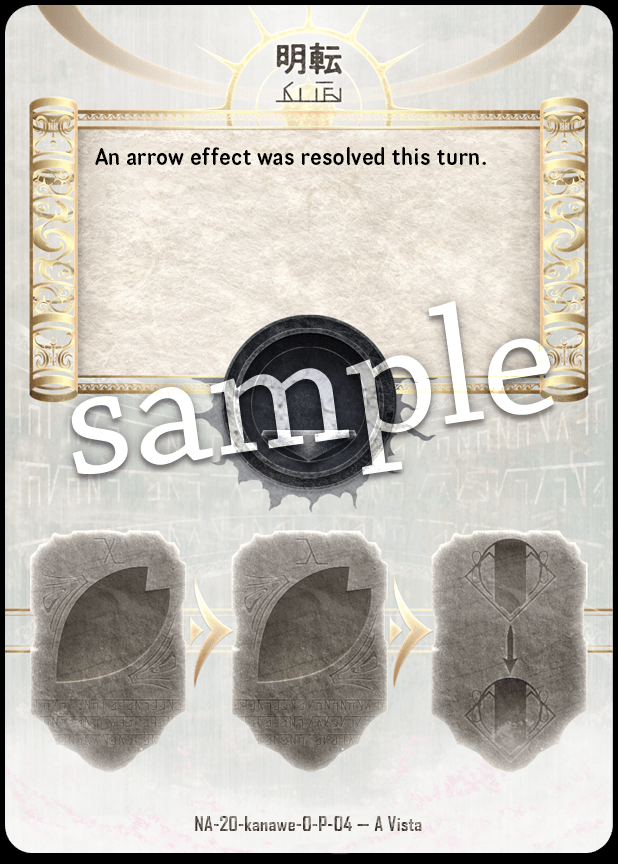 明転
An arrow effect was resolved this turn.
sample
NA-20-kanawe-O-P-04 — A Vista